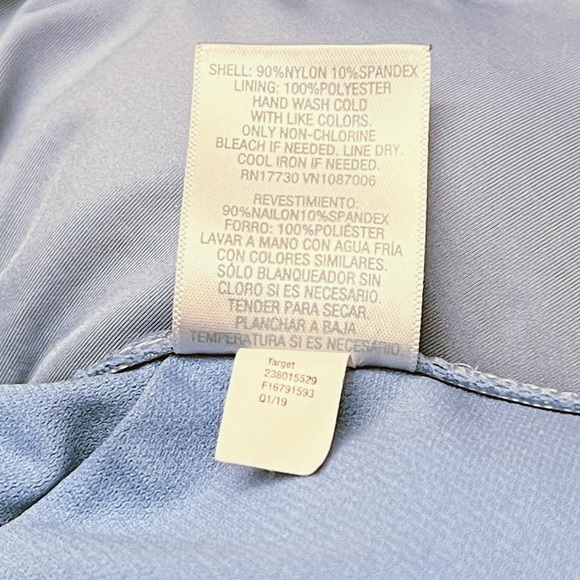 SHELL: 90%NYLON 10%SPANDEX
LINING: 100%POLYESTER
HAND WASH COLD
WITH LIKE COLORS.
ONLY NON-CHLORINE
BLEACH IF NEEDED. LINE DRY.
COOL IRON IF NEEDED.
RN17730 VN1087006
REVESTIMIENTO:
90%NAILON10%SPANDEX
FORRO: 100%POLIÉSTER
LAVAR A MANO CON AGUA FRÍA
CON COLORES SIMILARES.
SÓLO BLANQUEADOR SIN
CLORO SI ES NECESARIO.
TENDER PARA SECAR.
PLANCHAR A BAJA
TEMPERATURA SI ES NECESARIO.
Target
238015529
F16791593
Q1/19